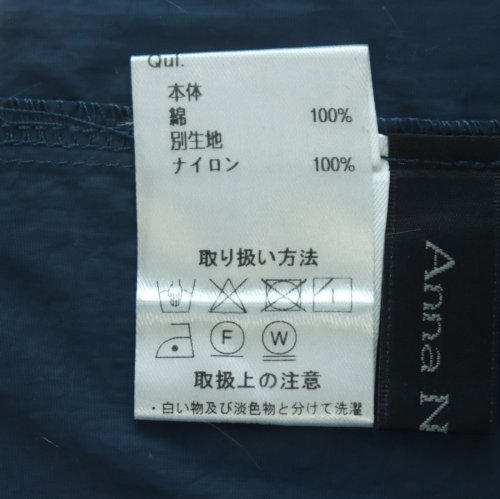 Qul.
本体
綿 100%
別生地
ナイロン 100%
取り扱い方法
F W
取扱上の注意
・白い物及び淡色物と分けて洗濯
Anna N